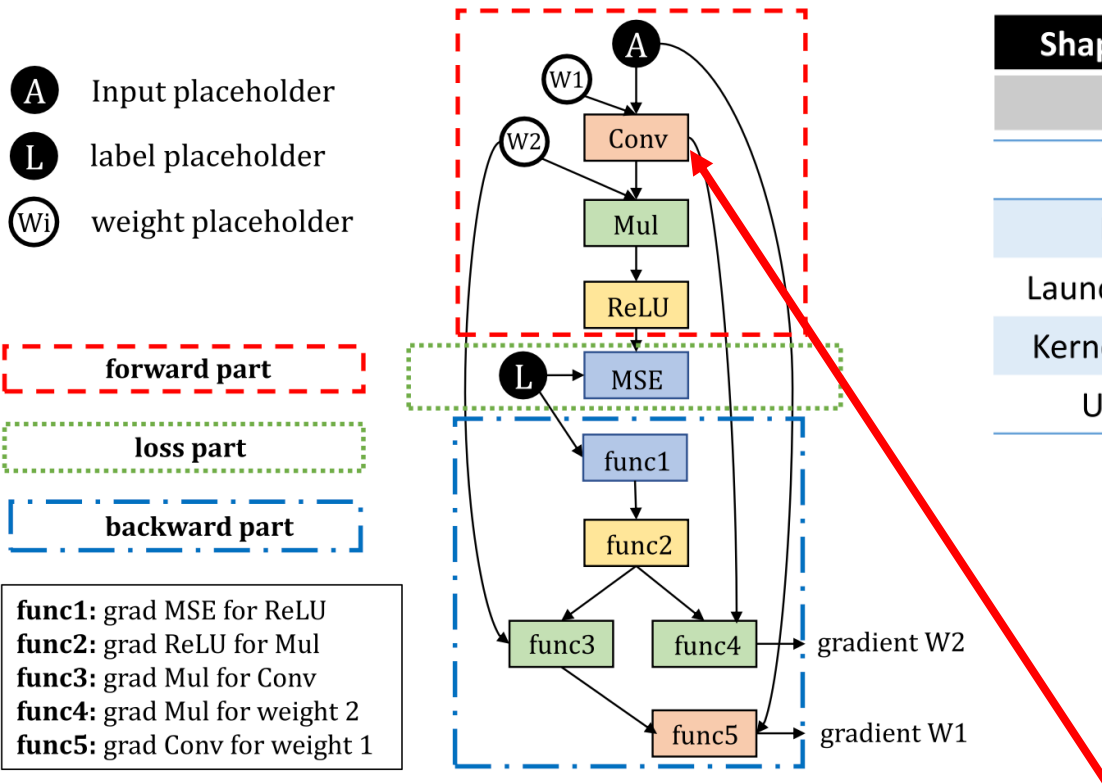 A Input placeholder
L label placeholder
Wi weight placeholder
forward part
loss part
backward part
func1: grad MSE for ReLU
func2: grad ReLU for Mul
func3: grad Mul for Conv
func4: grad Mul for weight 2
func5: grad Conv for weight 1
A
W1
W2
Conv
Mul
ReLU
L
MSE
func1
func2
func3
func4
gradient W2
func5
gradient W1